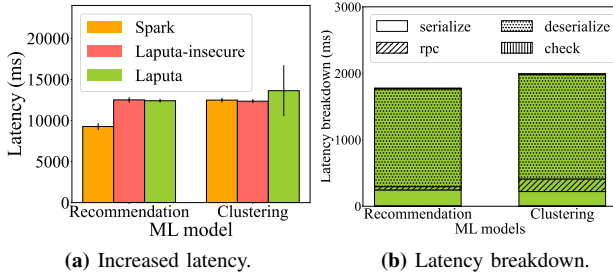 Latency (ms)
20000
15000
10000
5000
0
Spark
Laputa-insecure
Laputa
Recommendation
Clustering
ML model
(a) Increased latency.
Latency breakdown (ms)
3000
2000
1000
0
serialize
deserialize
rpc
check
Recommendation
Clustering
ML models
(b) Latency breakdown.